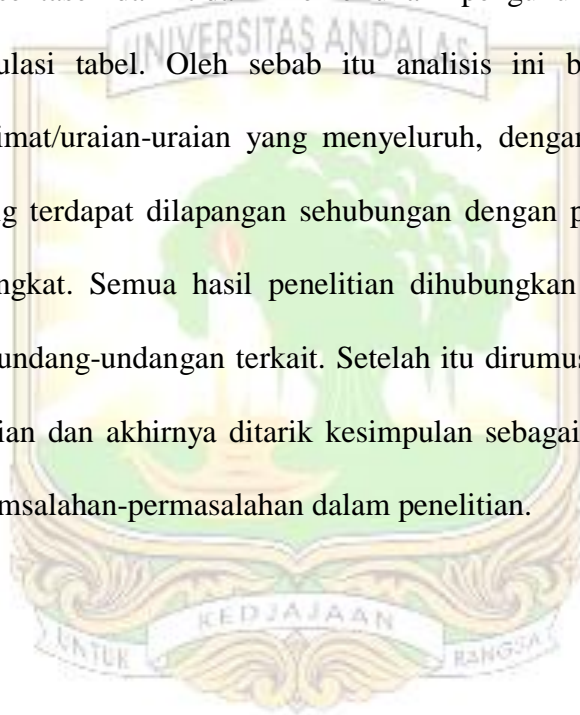 UNIVERSITAS ANDALAS
ulasi tabel. Oleh sebab itu analisis ini b
imat/uraian-uraian yang menyeluruh, dengan
g terdapat dilapangan sehubungan dengan p
ngkat. Semua hasil penelitian dihubungkan
undang-undangan terkait. Setelah itu dirumus
ian dan akhirnya ditarik kesimpulan sebagai
msalahan-permasalahan dalam penelitian.
KEDJAJAAN
UNTUK
BANGSA